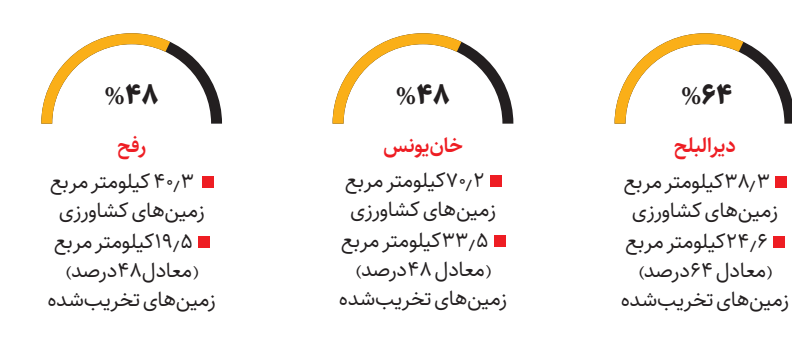 %۶۴
دیرالبلح
۳۸٫۳کیلومتر مربع
زمین‌های کشاورزی
۲۴٫۶کیلومتر مربع
(معادل ۶۴درصد)
زمین‌های تخریب‌شده
%۴۸
خان‌یونس
۷۰٫۲کیلومتر مربع
زمین‌های کشاورزی
۳۳٫۵کیلومتر مربع
(معادل ۴۸درصد)
زمین‌های تخریب‌شده
%۴۸
رفح
۴۰٫۳ کیلومتر مربع
زمین‌های کشاورزی
۱۹٫۵کیلومتر مربع
(معادل۴۸درصد)
زمین‌های تخریب‌شده